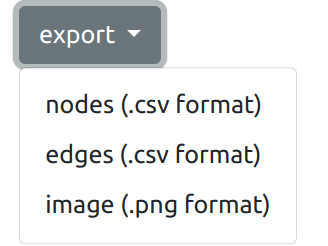 export
nodes (.csv format)
edges (.csv format)
image (.png format)